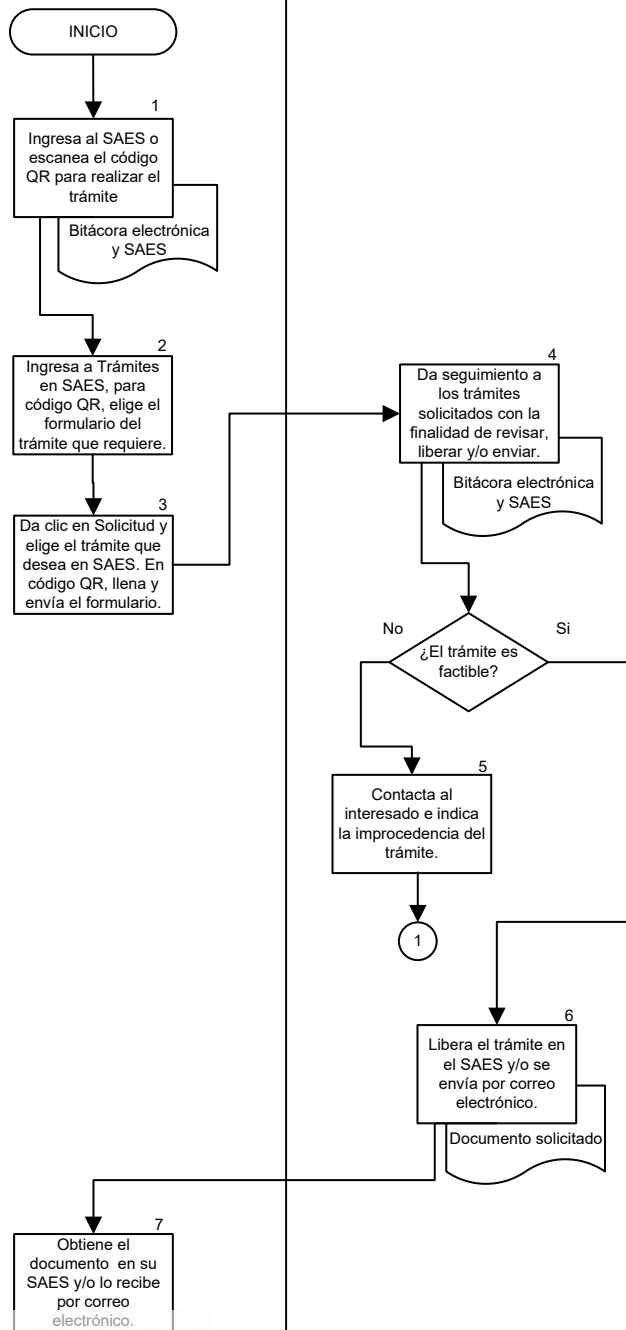 INICIO
1
Ingresa al SAES o
escanea el código
QR para realizar el
trámite
Bitácora electrónica
y SAES
2
Ingresa a Trámites
en SAES, para
código QR, elige el
formulario del
trámite que requiere.
3
Da clic en Solicitud y
elige el trámite que
desea en SAES. En
código QR, llena y
envía el formulario.
4
Da seguimiento a
los trámites
solicitados con la
finalidad de revisar,
liberar y/o enviar.
Bitácora electrónica
y SAES
No
¿El trámite es
factible?
Si
5
Contacta al
interesado e indica
la improcedencia del
trámite.
1
6
Libera el trámite en
el SAES y/o se
envía por correo
electrónico.
Documento solicitado
7
Obtiene el
documento en su
SAES y/o lo recibe
por correo
electrónico.